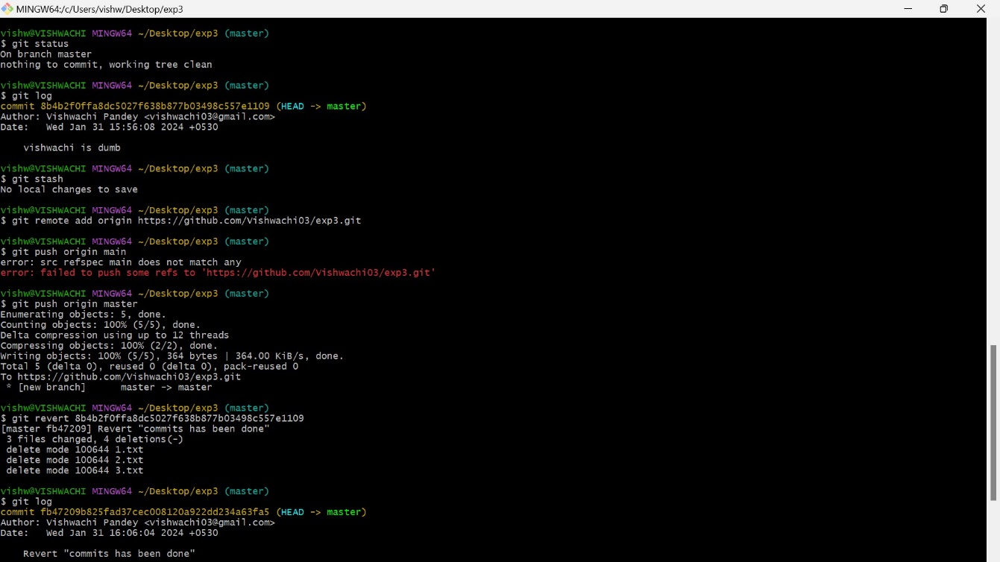 MINGW64:/c/Users/vishw/Desktop/exp3
vishw@VISHWACHI MINGW64 ~/Desktop/exp3 (master)
$ git status
On branch master
nothing to commit, working tree clean
vishw@VISHWACHI MINGW64 ~/Desktop/exp3 (master)
$ git log
commit 8b4b2f0ffa8dc5027f638b877b03498c557e1109 (HEAD -> master)
Author: Vishwachi Pandey <vishwachi03@gmail.com>
Date:   Wed Jan 31 15:56:08 2024 +0530
vishwachi is dumb
vishw@VISHWACHI MINGW64 ~/Desktop/exp3 (master)
$ git stash
No local changes to save
vishw@VISHWACHI MINGW64 ~/Desktop/exp3 (master)
$ git remote add origin https://github.com/Vishwachi03/exp3.git
vishw@VISHWACHI MINGW64 ~/Desktop/exp3 (master)
$ git push origin main
error: src refspec main does not match any
error: failed to push some refs to 'https://github.com/Vishwachi03/exp3.git'
vishw@VISHWACHI MINGW64 ~/Desktop/exp3 (master)
$ git push origin master
Enumerating objects: 5, done.
Counting objects: 100% (5/5), done.
Delta compression using up to 12 threads
Compressing objects: 100% (2/2), done.
Writing objects: 100% (5/5), 364 bytes | 364.00 KiB/s, done.
Total 5 (delta 0), reused 0 (delta 0), pack-reused 0
To https://github.com/Vishwachi03/exp3.git
 * [new branch]      master -> master
vishw@VISHWACHI MINGW64 ~/Desktop/exp3 (master)
$ git revert 8b4b2f0ffa8dc5027f638b877b03498c557e1109
[master fb47209] Revert "commits has been done"
 3 files changed, 4 deletions(-)
 delete mode 100644 1.txt
 delete mode 100644 2.txt
 delete mode 100644 3.txt
vishw@VISHWACHI MINGW64 ~/Desktop/exp3 (master)
$ git log
commit fb47209b825fad37cec008120a922dd234a63fa5 (HEAD -> master)
Author: Vishwachi Pandey <vishwachi03@gmail.com>
Date:   Wed Jan 31 16:06:04 2024 +0530
Revert "commits has been done"